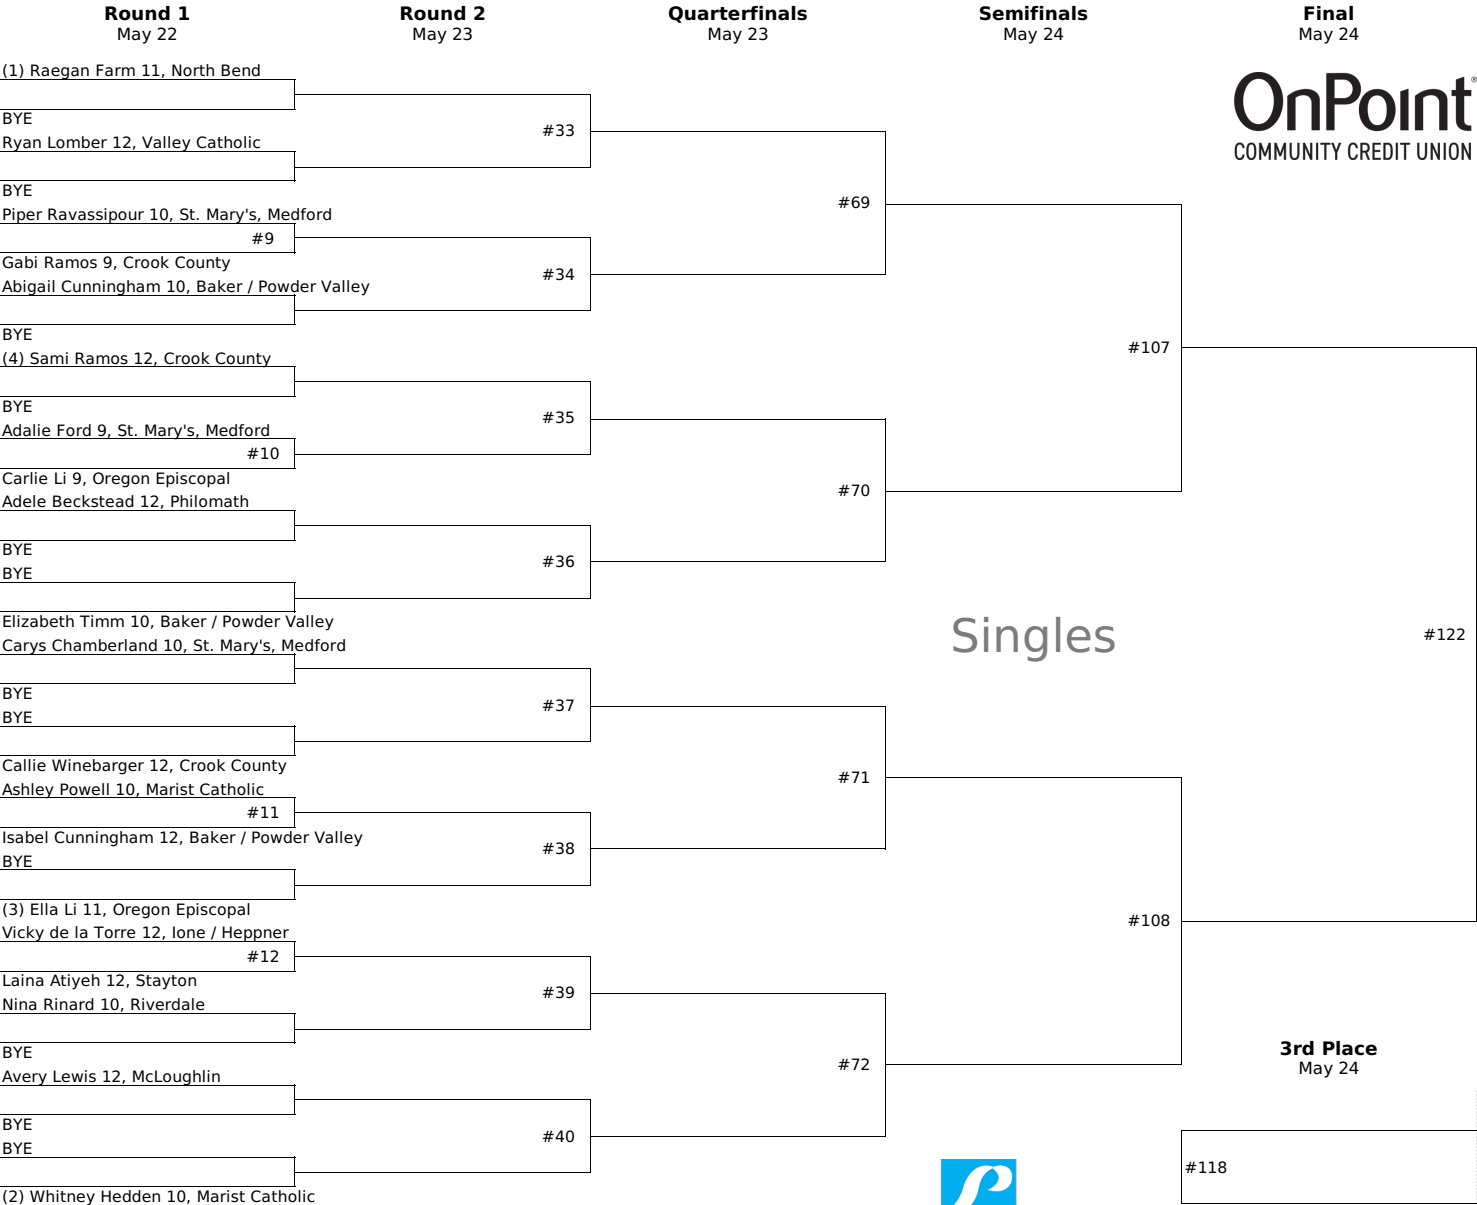 Round 1
May 22
Round 2
May 23
Quarterfinals
May 23
Semifinals
May 24
Final
May 24
OnPoint®
COMMUNITY CREDIT UNION
(1) Raegan Farm 11, North Bend
BYE
Ryan Lomber 12, Valley Catholic
BYE
Piper Ravassipour 10, St. Mary's, Medford
#9
Gabi Ramos 9, Crook County
Abigail Cunningham 10, Baker / Powder Valley
BYE
(4) Sami Ramos 12, Crook County
BYE
Adalie Ford 9, St. Mary's, Medford
#10
Carlie Li 9, Oregon Episcopal
Adele Beckstead 12, Philomath
BYE
BYE
Elizabeth Timm 10, Baker / Powder Valley
Carys Chamberland 10, St. Mary's, Medford
BYE
BYE
Callie Winebarger 12, Crook County
Ashley Powell 10, Marist Catholic
#11
Isabel Cunningham 12, Baker / Powder Valley
BYE
(3) Ella Li 11, Oregon Episcopal
Vicky de la Torre 12, Ione / Heppner
#12
Laina Atiyeh 12, Stayton
Nina Rinard 10, Riverdale
BYE
Avery Lewis 12, McLoughlin
BYE
BYE
(2) Whitney Hedden 10, Marist Catholic
#33
#34
#35
#36
#37
#38
#39
#40
#69
#70
#71
#72
#107
#108
Singles
#122
3rd Place
May 24
#118